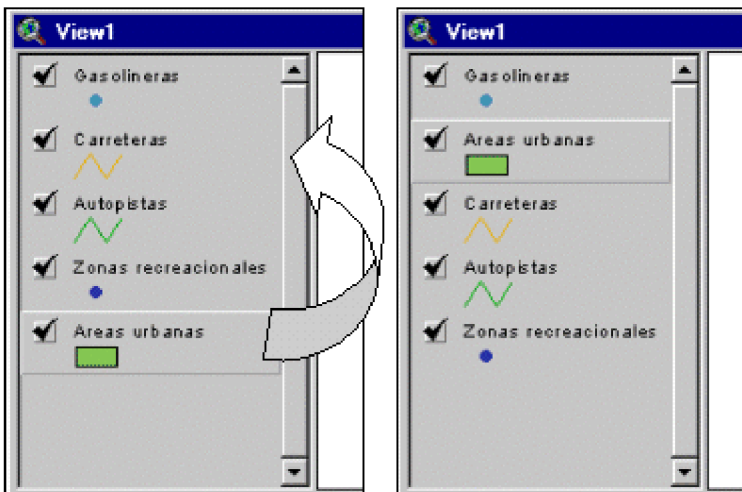 View1
Gasolineras
Carreteras
Autopistas
Zonas recreacionales
Areas urbanas
View1
Gasolineras
Areas urbanas
Carreteras
Autopistas
Zonas recreacionales